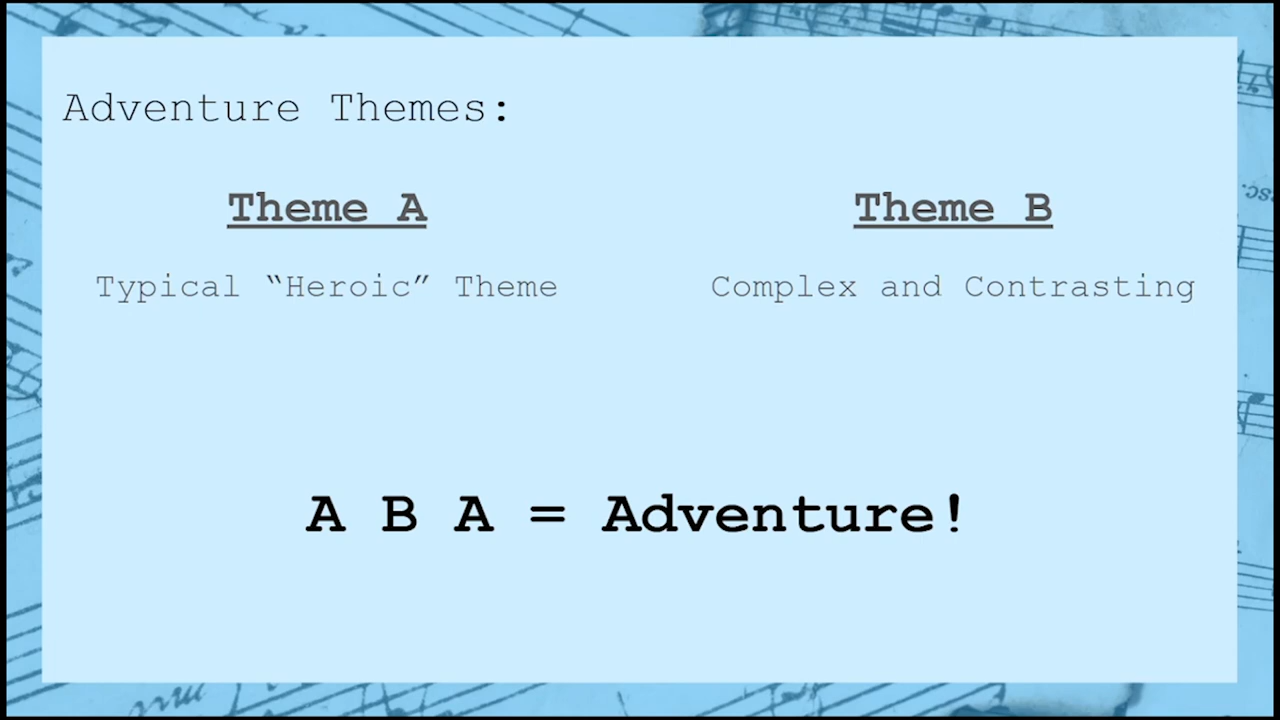 Adventure Themes:
Theme A
Theme B
Typical “Heroic” Theme
Complex and Contrasting
A B A = Adventure!